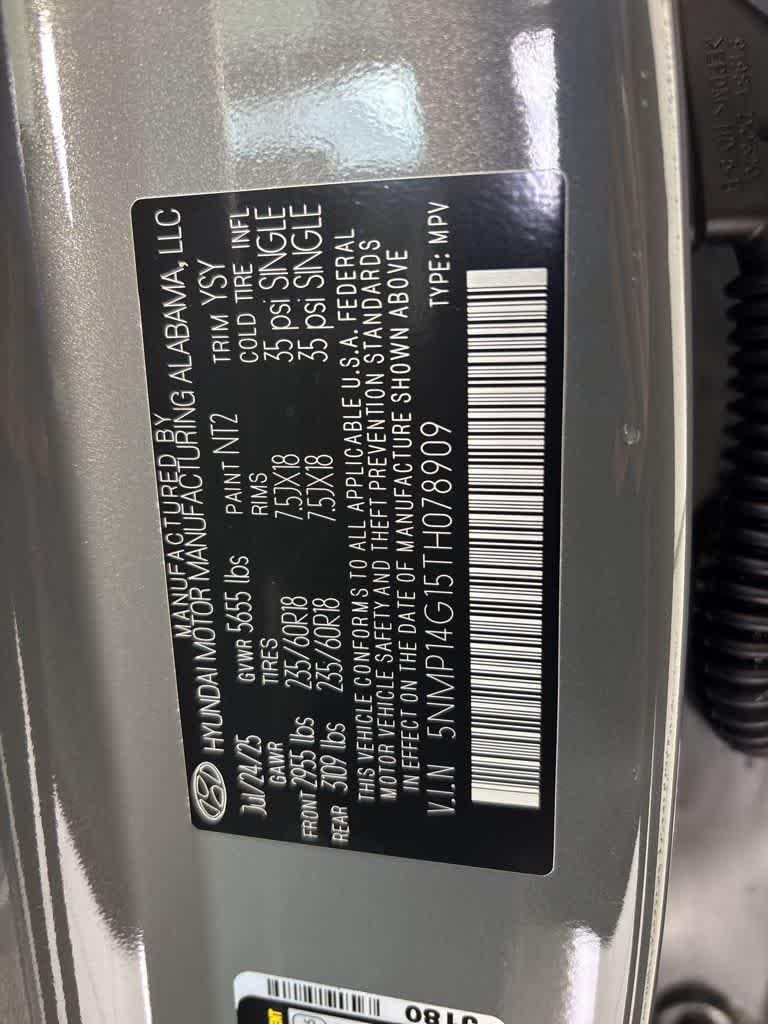 MANUFACTURED BY
HYUNDAI MOTOR MANUFACTURING ALABAMA, LLC
JUL/24/25 GVWR 5655 lbs PAINT NT2 TRIM YSY
GAWR TIRES RIMS COLD TIRE INFL
FRONT 2955 lbs 235/60R18 7.5JX18 35 psi SINGLE
REAR 3109 lbs 235/60R18 7.5JX18 35 psi SINGLE
THIS VEHICLE CONFORMS TO ALL APPLICABLE U.S.A. FEDERAL
MOTOR VEHICLE SAFETY AND THEFT PREVENTION STANDARDS
IN EFFECT ON THE DATE OF MANUFACTURE SHOWN ABOVE
V.I.N 5NMP14G15TH078909 TYPE: MPV